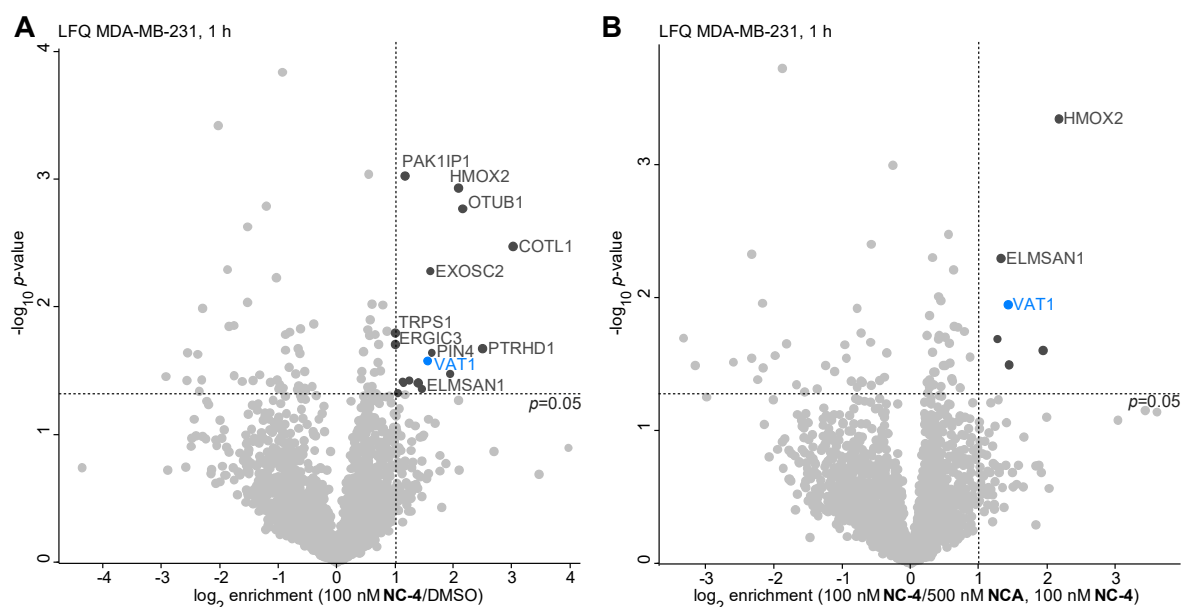 A
LFQ MDA-MB-231, 1 h
4
3
2
1
0
-log10 p-value
PAK1IP1
HMOX2
OTUB1
COTL1
EXOSC2
TRPS1
ERGIC3
PIN4
PTRHD1
VAT1
ELMSAN1
p=0.05
-4 -3 -2 -1 0 1 2 3 4
log2 enrichment (100 nM NC-4/DMSO)
B
LFQ MDA-MB-231, 1 h
3
2
1
0
-log10 p-value
HMOX2
ELMSAN1
VAT1
p=0.05
-3 -2 -1 0 1 2 3
log2 enrichment (100 nM NC-4/500 nM NCA, 100 nM NC-4)